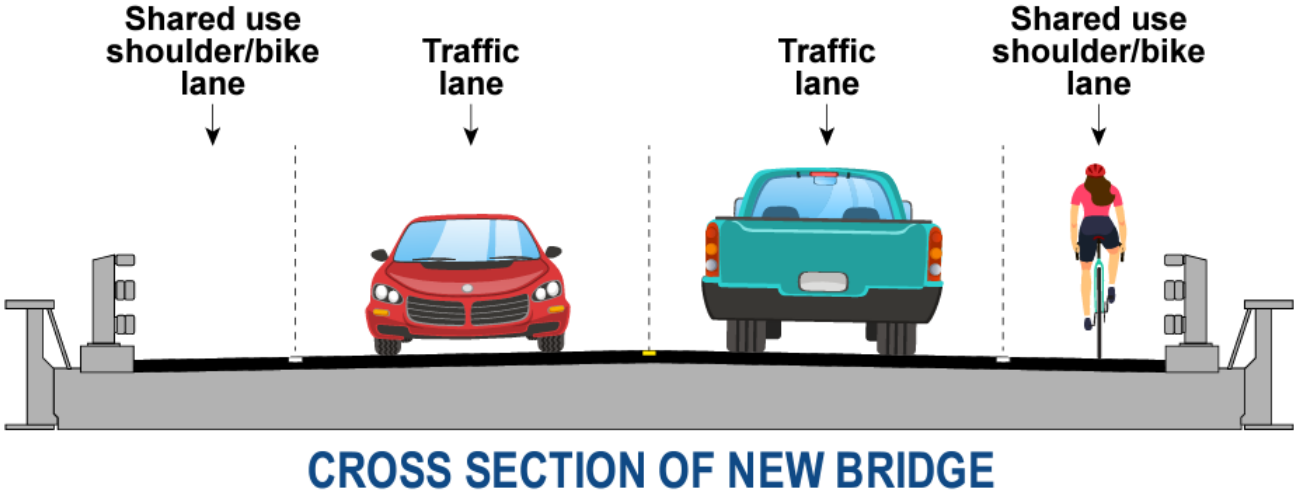 Shared use
shoulder/bike
lane
Traffic
lane
Traffic
lane
Shared use
shoulder/bike
lane
CROSS SECTION OF NEW BRIDGE